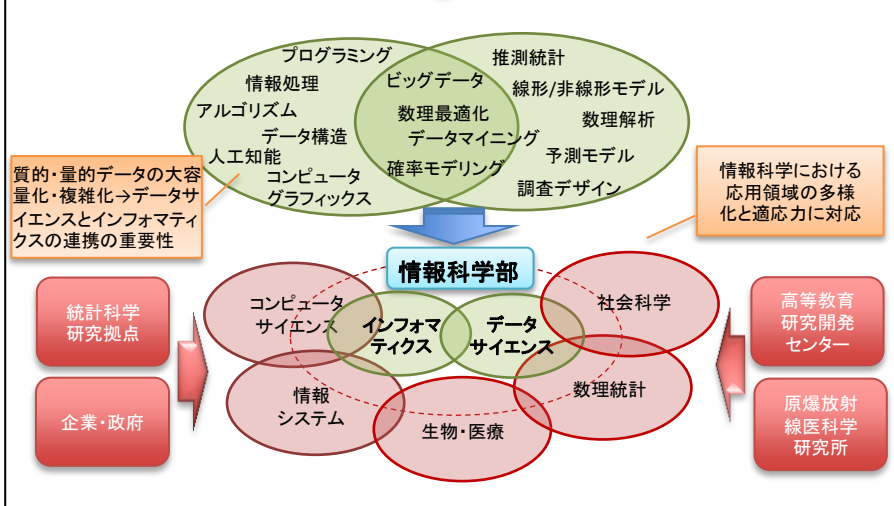 プログラミング
情報処理
アルゴリズム
データ構造
人工知能
コンピュータ
グラフィックス
ビッグデータ
数理最適化
データマイニング
確率モデリング
推測統計
線形/非線形モデル
数理解析
予測モデル
調査デザイン
質的・量的データの大容
量化・複雑化→データサ
イエンスとインフォマティ
クスの連携の重要性
情報科学における
応用領域の多様
化と適応力に対応
情報科学部
コンピュータ
サイエンス
インフォマ
ティクス
データ
サイエンス
社会科学
情報
システム
生物・医療
数理統計
統計科学
研究拠点
企業・政府
高等教育
研究開発
センター
原爆放射
線医科学
研究所